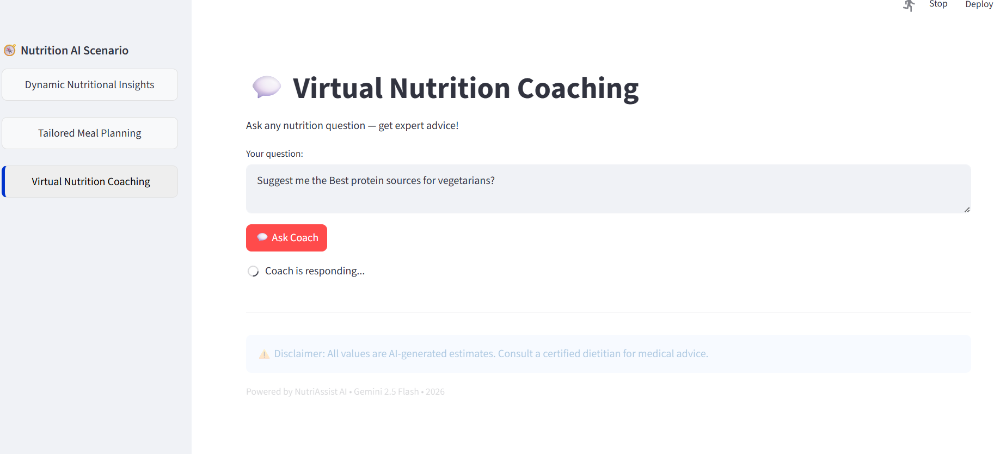 Stop
Deploy
Nutrition AI Scenario
Dynamic Nutritional Insights
Tailored Meal Planning
Virtual Nutrition Coaching
Virtual Nutrition Coaching
Ask any nutrition question — get expert advice!
Your question:
Suggest me the Best protein sources for vegetarians?
Ask Coach
Coach is responding...
Disclaimer: All values are AI-generated estimates. Consult a certified dietitian for medical advice.
Powered by NutriAssist AI • Gemini 2.5 Flash • 2026